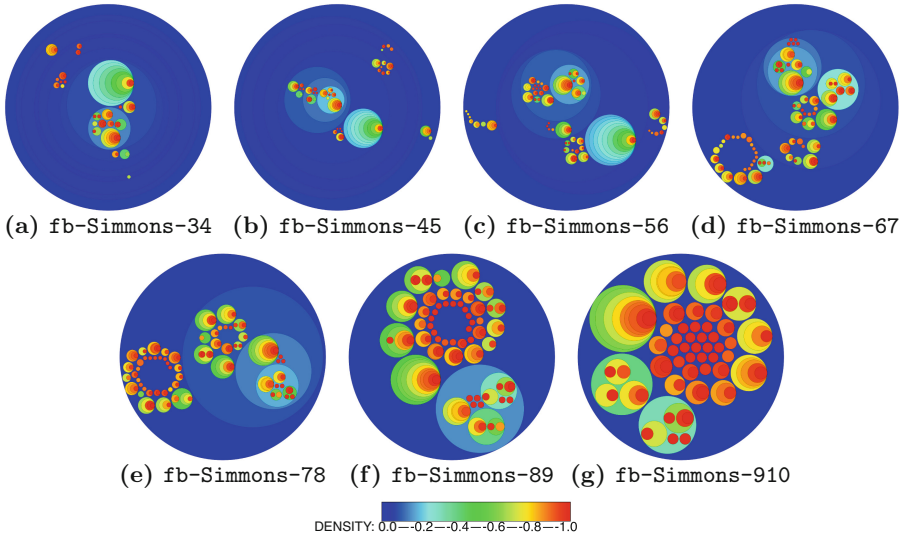 (a) fb-Simmons-34 (b) fb-Simmons-45 (c) fb-Simmons-56 (d) fb-Simmons-67
(e) fb-Simmons-78 (f) fb-Simmons-89 (g) fb-Simmons-910
DENSITY: 0.0 — -0.2 — -0.4 — -0.6 — -0.8 — -1.0